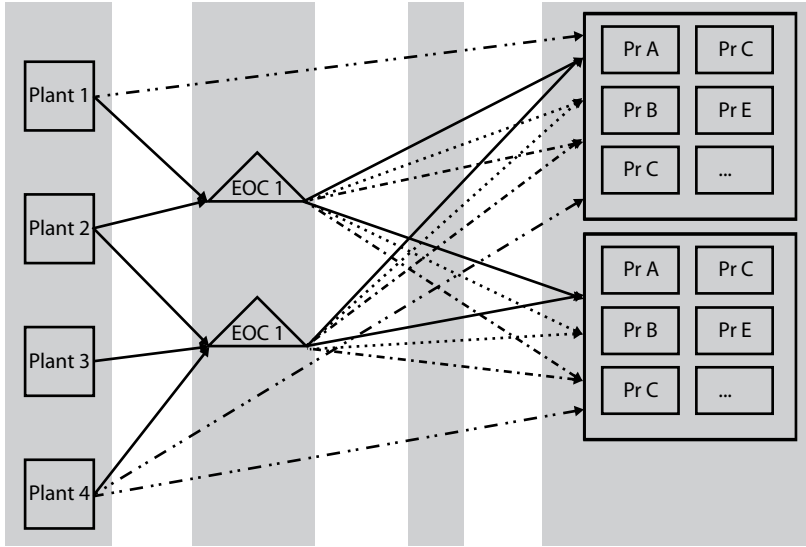 Plant 1
Plant 2
Plant 3
Plant 4
EOC 1
EOC 1
Pr A
Pr C
Pr B
Pr E
Pr C
...
Pr A
Pr C
Pr B
Pr E
Pr C
...